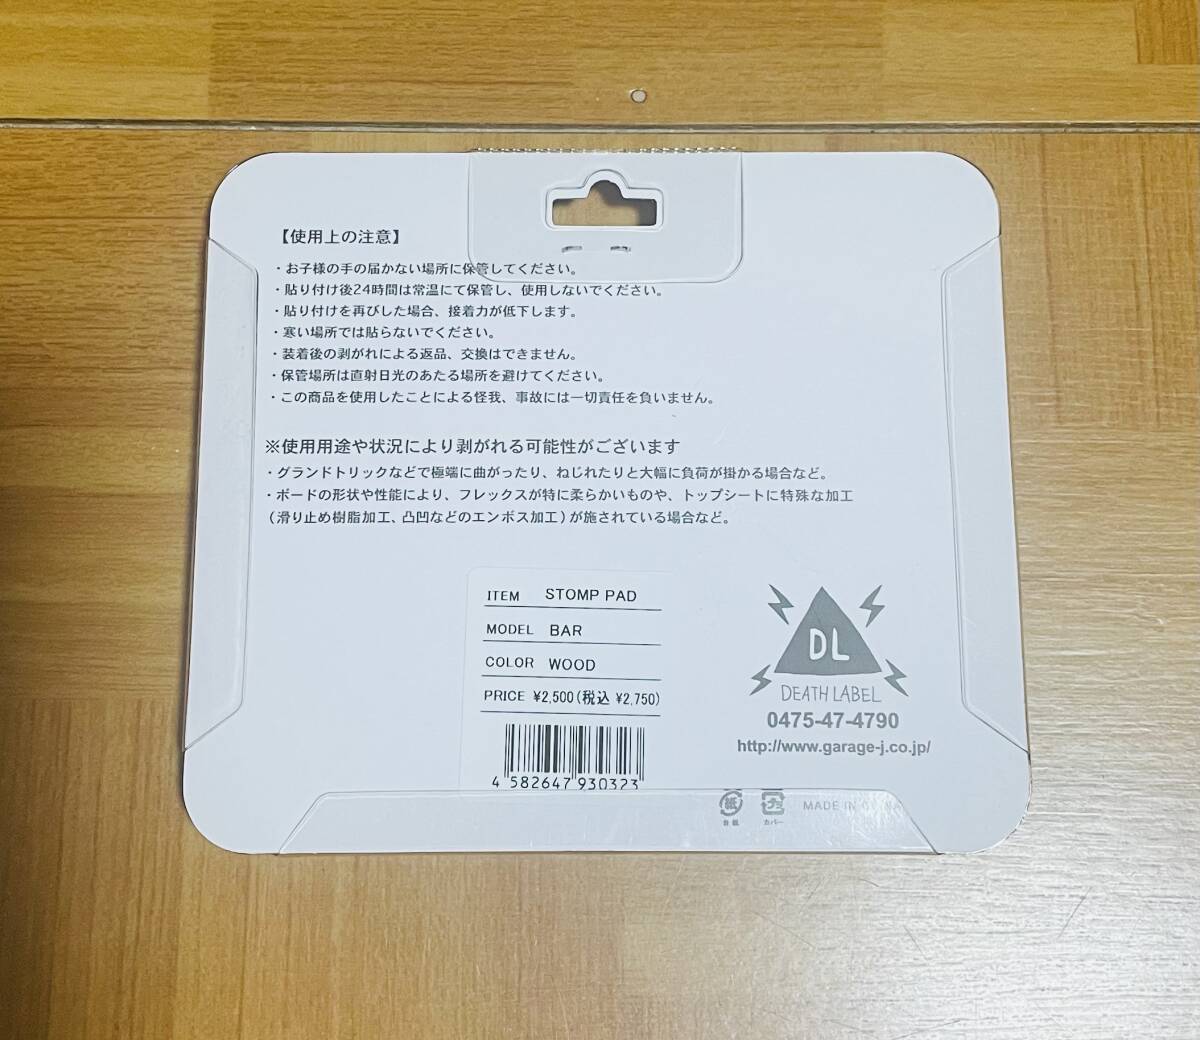 【使用上の注意】
・お子様の手の届かない場所に保管してください。
・貼り付け後24時間は常温にて保管し、使用しないでください。
・貼り付けを再びした場合、接着力が低下します。
・寒い場所では貼らないでください。
・装着後の剥がれによる返品、交換はできません。
・保管場所は直射日光のあたる場所を避けてください。
・この商品を使用したことによる怪我、事故には一切責任を負いません。
※使用用途や状況により剥がれる可能性がございます
・グランドトリックなどで極端に曲がったり、ねじれたりと大幅に負荷が掛かる場合など。
・ボードの形状や性能により、フレックスが特に柔らかいものや、トップシートに特殊な加工
（滑り止め樹脂加工、凸凹などのエンボス加工）が施されている場合など。
ITEM STOMP PAD
MODEL BAR
COLOR WOOD
PRICE ¥2,500(税込 ¥2,750)
4 582647 930323
DL
DEATH LABEL
0475-47-4790
http://www.garage-j.co.jp/
紙 プラ
台紙 カバー
MADE IN CHINA